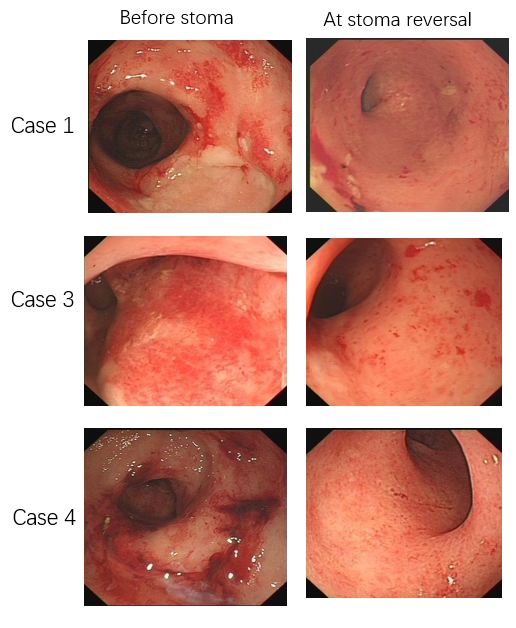 Before stoma
At stoma reversal
Case 1
Case 3
Case 4